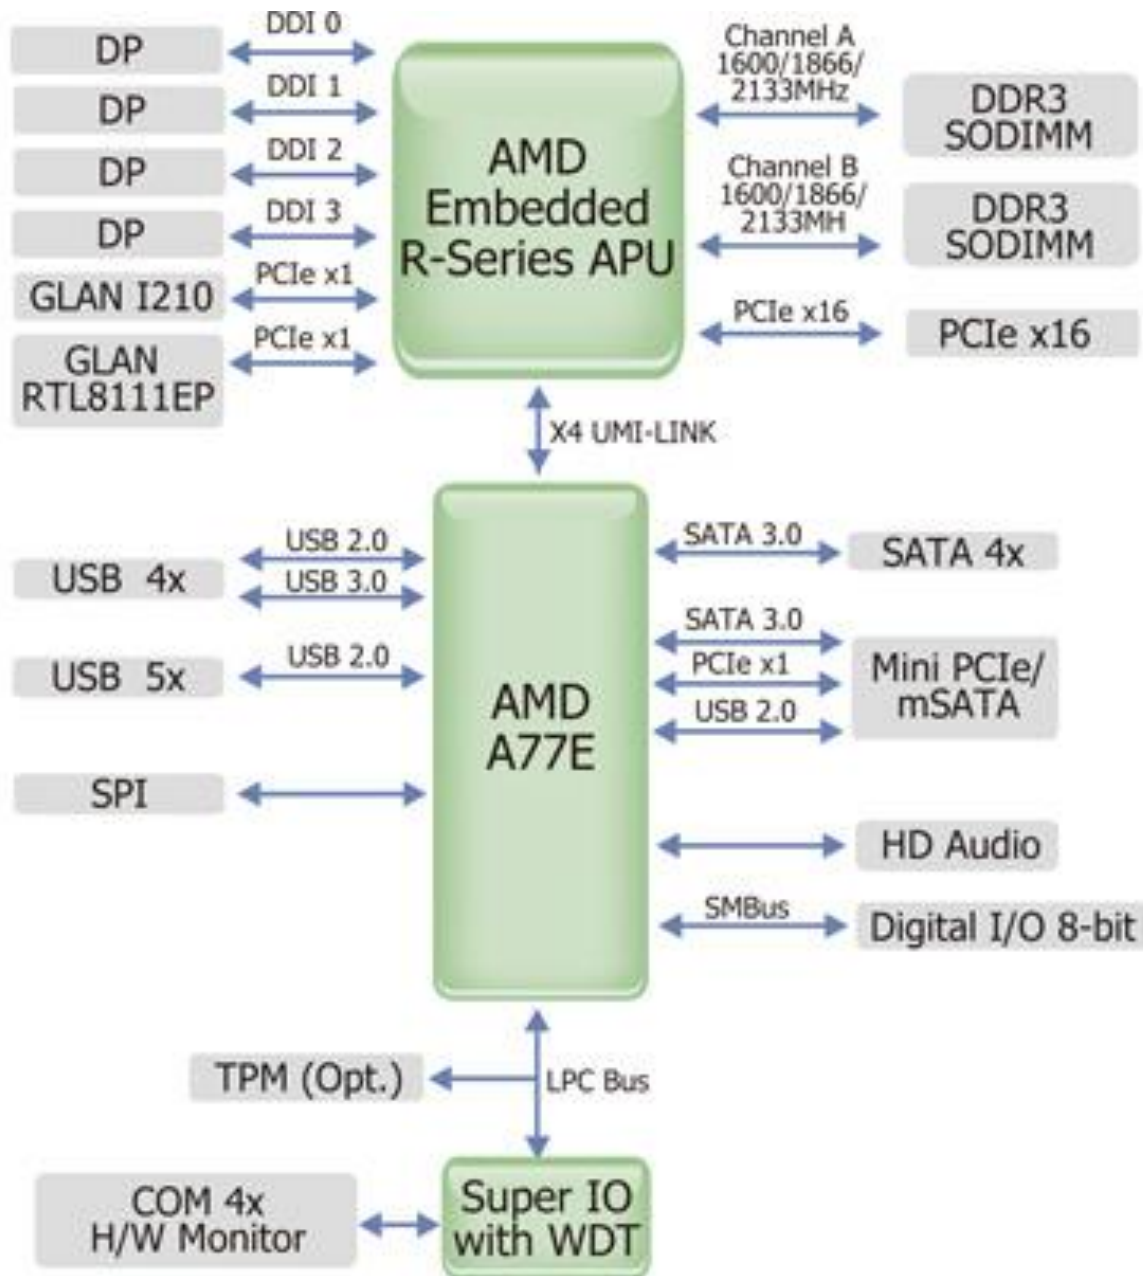 DP
DDI 0
DP
DDI 1
DP
DDI 2
DP
DDI 3
GLAN I210
PCIe x1
GLAN
RTL8111EP
PCIe x1
AMD
Embedded
R-Series APU
Channel A
1600/1866/
2133MHz
DDR3
SODIMM
Channel B
1600/1866/
2133MH
DDR3
SODIMM
PCIe x16
PCIe x16
X4 UMI-LINK
USB 4x
USB 2.0
USB 3.0
USB 5x
USB 2.0
SPI
AMD
A77E
SATA 3.0
SATA 4x
SATA 3.0
PCIe x1
USB 2.0
Mini PCIe/
mSATA
HD Audio
SMBus
Digital I/O 8-bit
TPM (Opt.)
LPC Bus
COM 4x
H/W Monitor
Super IO
with WDT